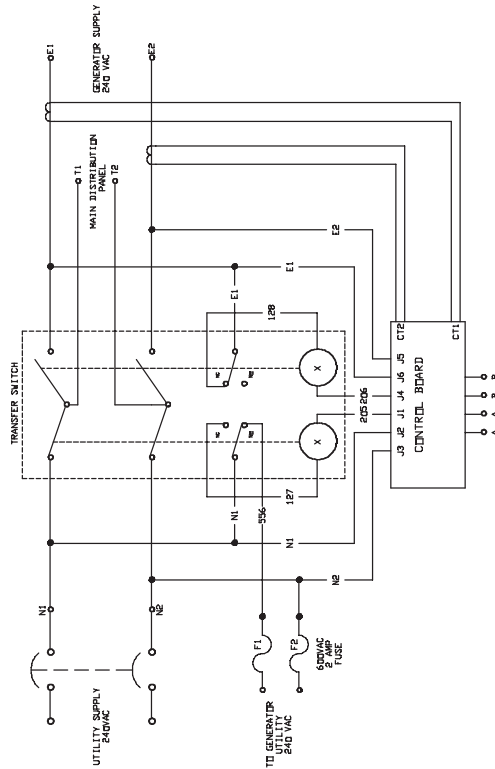 TRANSFER SWITCH
N1
E1
T1
MAIN DISTRIBUTION
PANEL
T2
UTILITY SUPPLY
240VAC
GENERATOR SUPPLY
240 VAC
N2
E2
N1
E1
556
127
128
F1
TO GENERATOR
UTILITY
240 VAC
F2
600VAC
2 AMP
FUSE
N1
E1
N2
E2
205
206
J3
J2
J1
J4
J6
J5
CT2
CONTROL BOARD
CT1
X
X